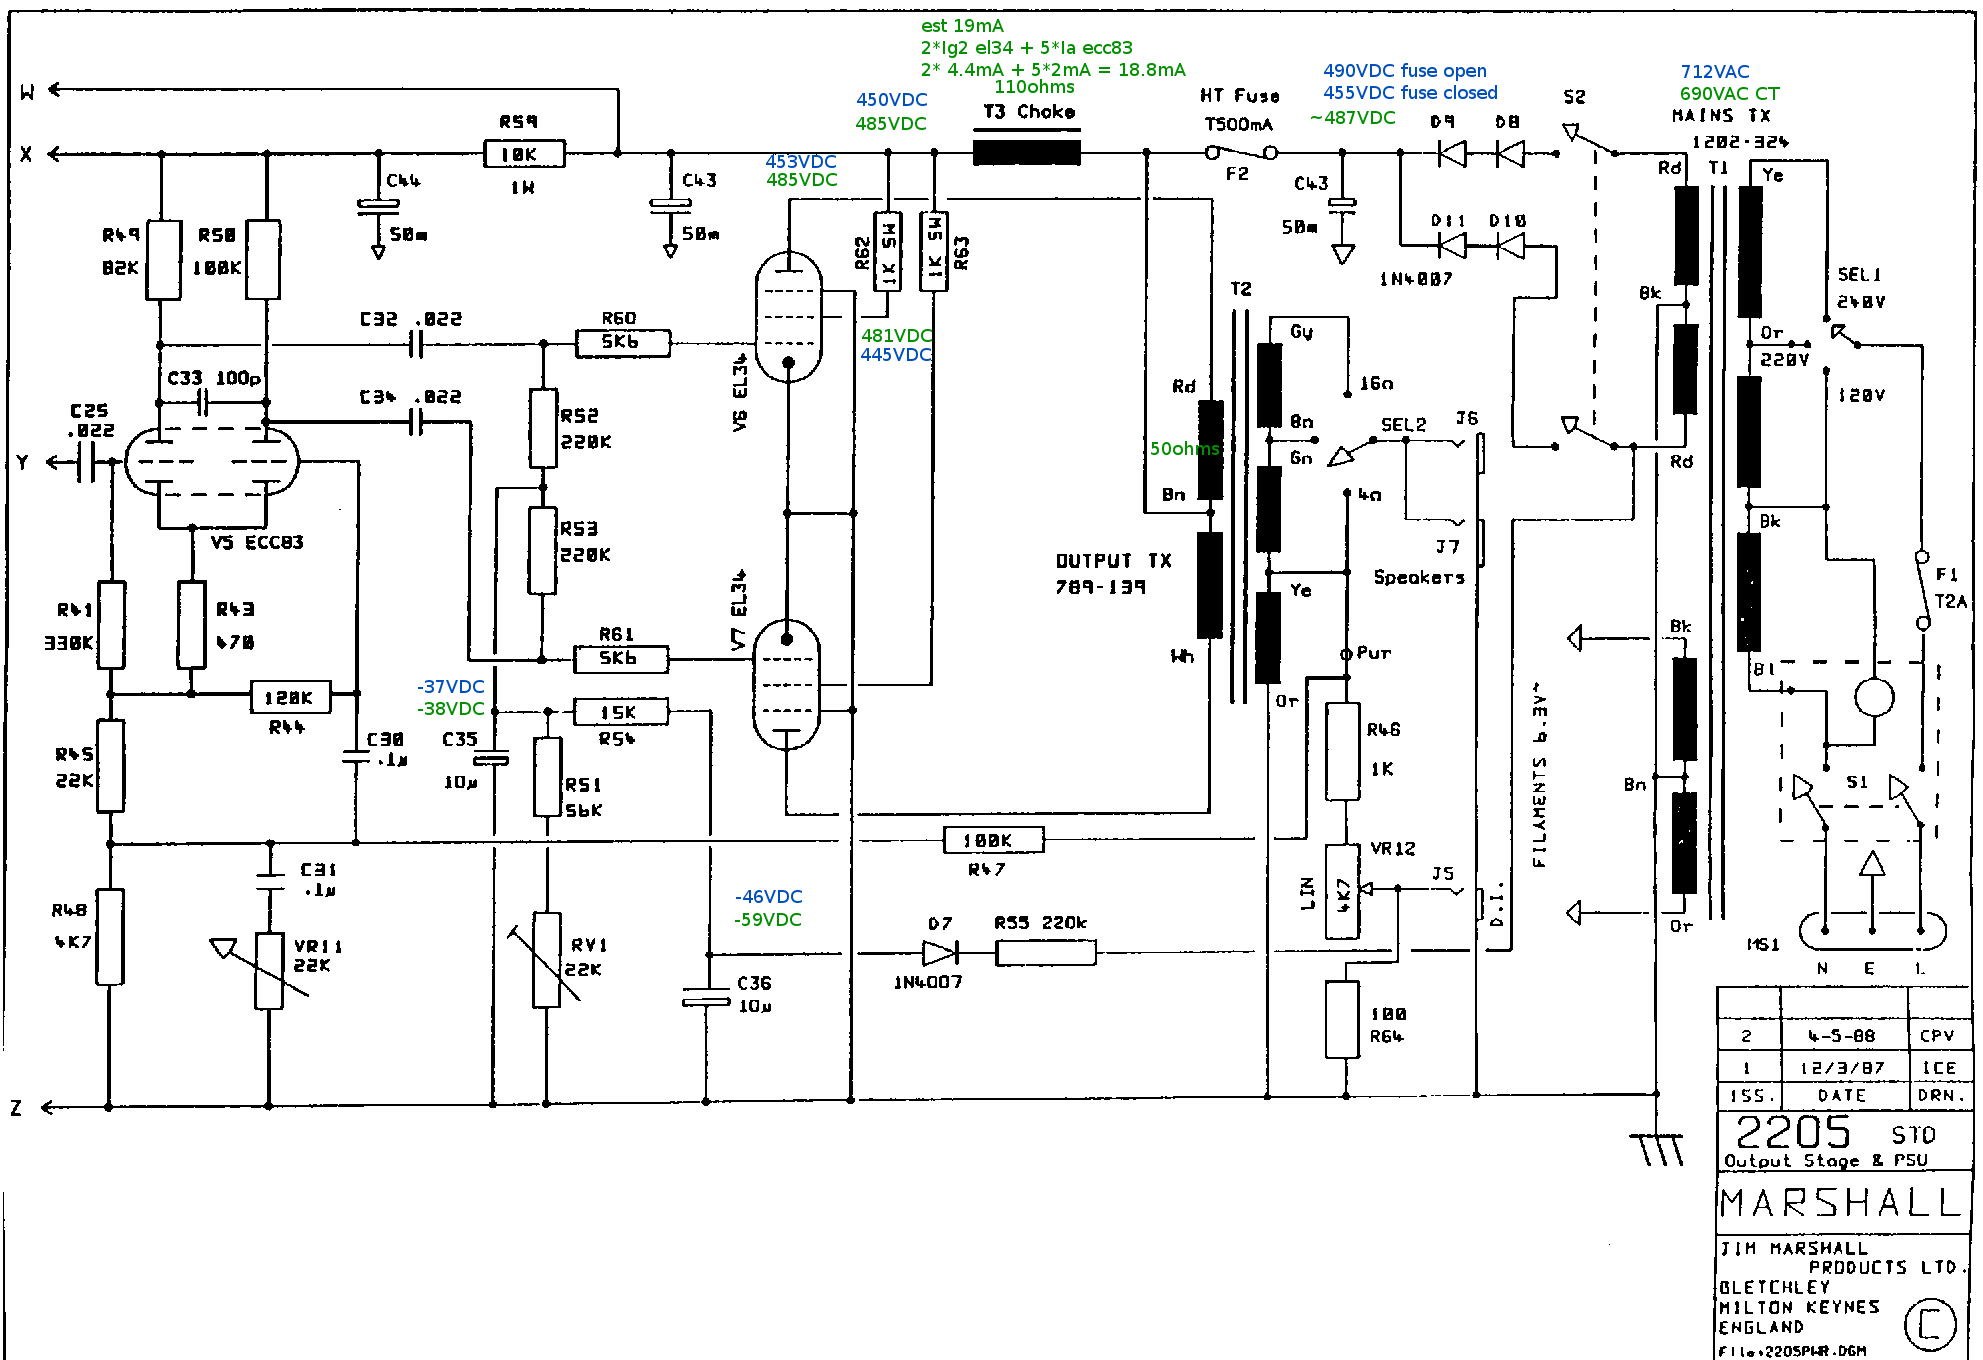 est 19mA
2*Ig2 el34 + 5*Ia ecc83
2* 4.4mA + 5*2mA = 18.8mA
110ohms
T3 Choke
450VDC
485VDC
HT Fuse
T500mA
F2
490VDC fuse open
455VDC fuse closed
~487VDC
D9
D8
S2
712VAC
690VAC CT
MAINS TX
1202-324
T1
W
X
R59
10K
1W
C44
50m
C43
50m
453VDC
485VDC
R62
1K 5W
1K 5W
R63
C43
50m
D11
D10
1N4007
Rd
Ye
Bk
SEL1
240V
Or
220V
120V
R49
82K
R50
100K
C32 .022
R60
5K6
481VDC
445VDC
V6 EL34
T2
Gy
16Ω
Rd
C33 100p
C34 .022
C25
.022
R52
220K
Bn
Gn
SEL2
J6
50ohms
Bn
4Ω
Rd
Bk
Y
V5 ECC83
R53
220K
J7
Speakers
OUTPUT TX
789-139
Ye
F1
T2A
R41
330K
R43
470
V7 EL34
R61
5K6
Wh
Pur
Bk
Bl
-37VDC
-38VDC
120K
R44
15K
R54
Or
R45
22K
C30
.1µ
C35
10µ
R51
56K
R46
1K
FILAMENTS 6.3V~
Bn
S1
100K
R47
VR12
LIN
4K7
J5
D.I.
C31
.1µ
R48
4K7
VR11
22K
RV1
22K
-46VDC
-59VDC
D7
1N4007
R55 220k
C36
10µ
Or
MS1
N
E
L
100
R64
Z
2
4-5-88
CPV
1
12/3/87
ICE
ISS.
DATE
DRN.
2205 STD
Output Stage & PSU
MARSHALL
JIM MARSHALL
PRODUCTS LTD.
BLETCHLEY
MILTON KEYNES
ENGLAND
C
File:2205PWR.DGM